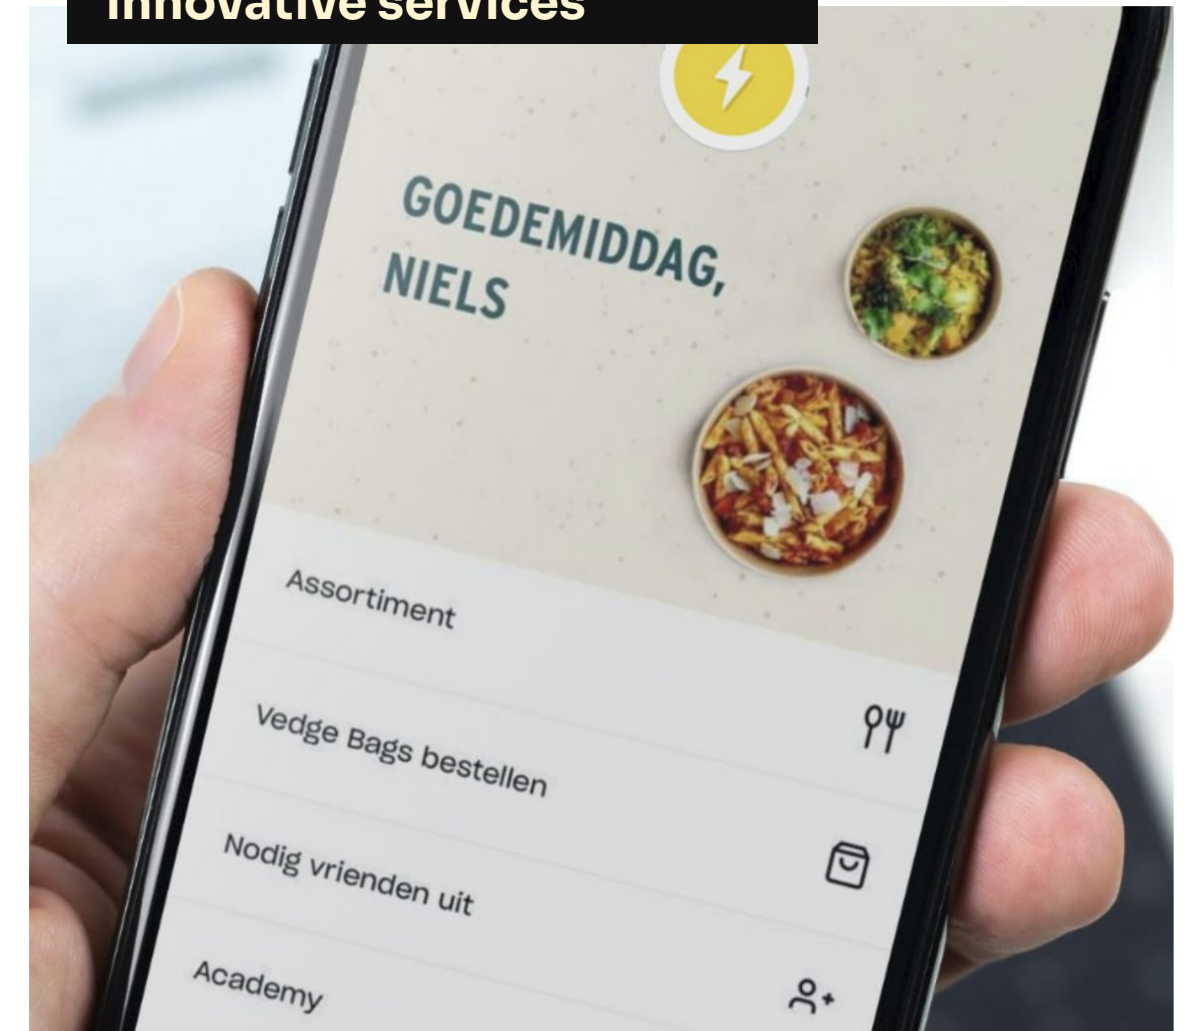 Innovative services
GOEDEMIDDAG,
NIELS
Assortiment
Vedge Bags bestellen
Nodig vrienden uit
Academy